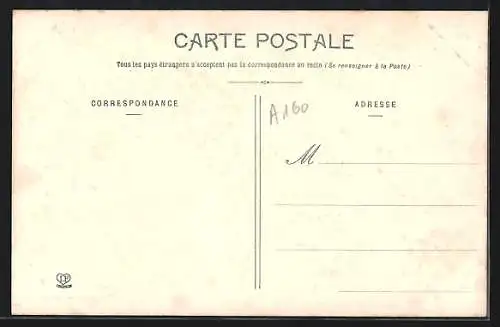 CARTE POSTALE
Tous les pays étrangers n'acceptent pas la correspondance au recto (Se renseigner à la Poste)
CORRESPONDANCE
A160
ADRESSE
M